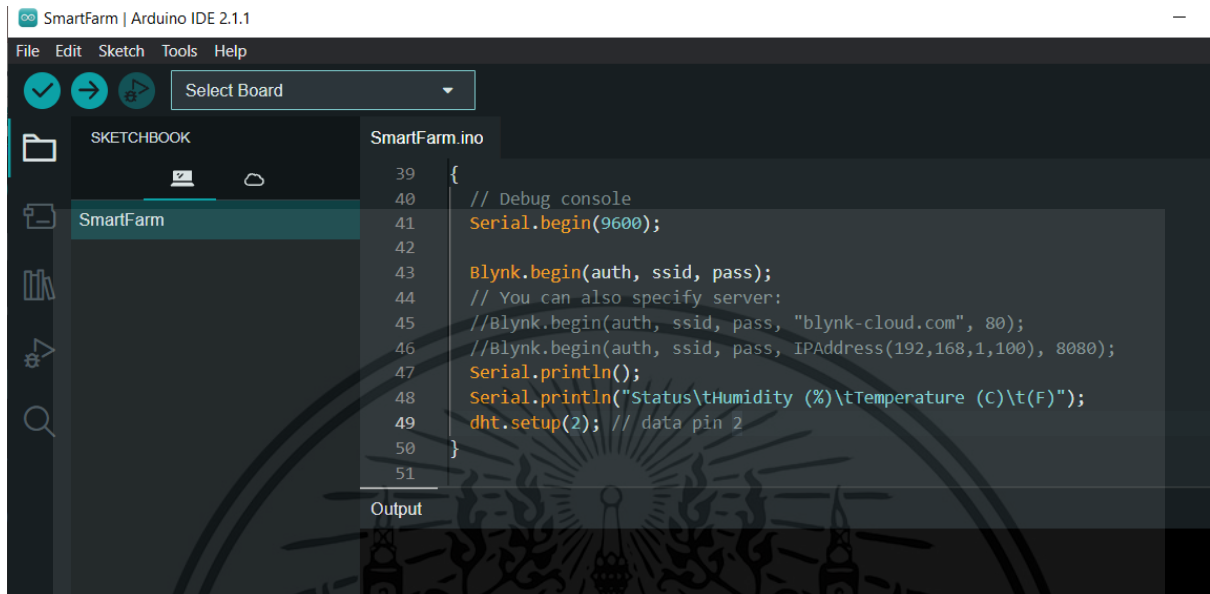 SmartFarm | Arduino IDE 2.1.1
File Edit Sketch Tools Help
Select Board
SKETCHBOOK
SmartFarm
SmartFarm.ino
39 {
40 // Debug console
41 Serial.begin(9600);
42
43 Blynk.begin(auth, ssid, pass);
44 // You can also specify server:
45 //Blynk.begin(auth, ssid, pass, "blynk-cloud.com", 80);
46 //Blynk.begin(auth, ssid, pass, IPAddress(192,168,1,100), 8080);
47 Serial.println();
48 Serial.println("Status\tHumidity (%)\tTemperature (C)\t(F)");
49 dht.setup(2); // data pin 2
50 }
51
Output